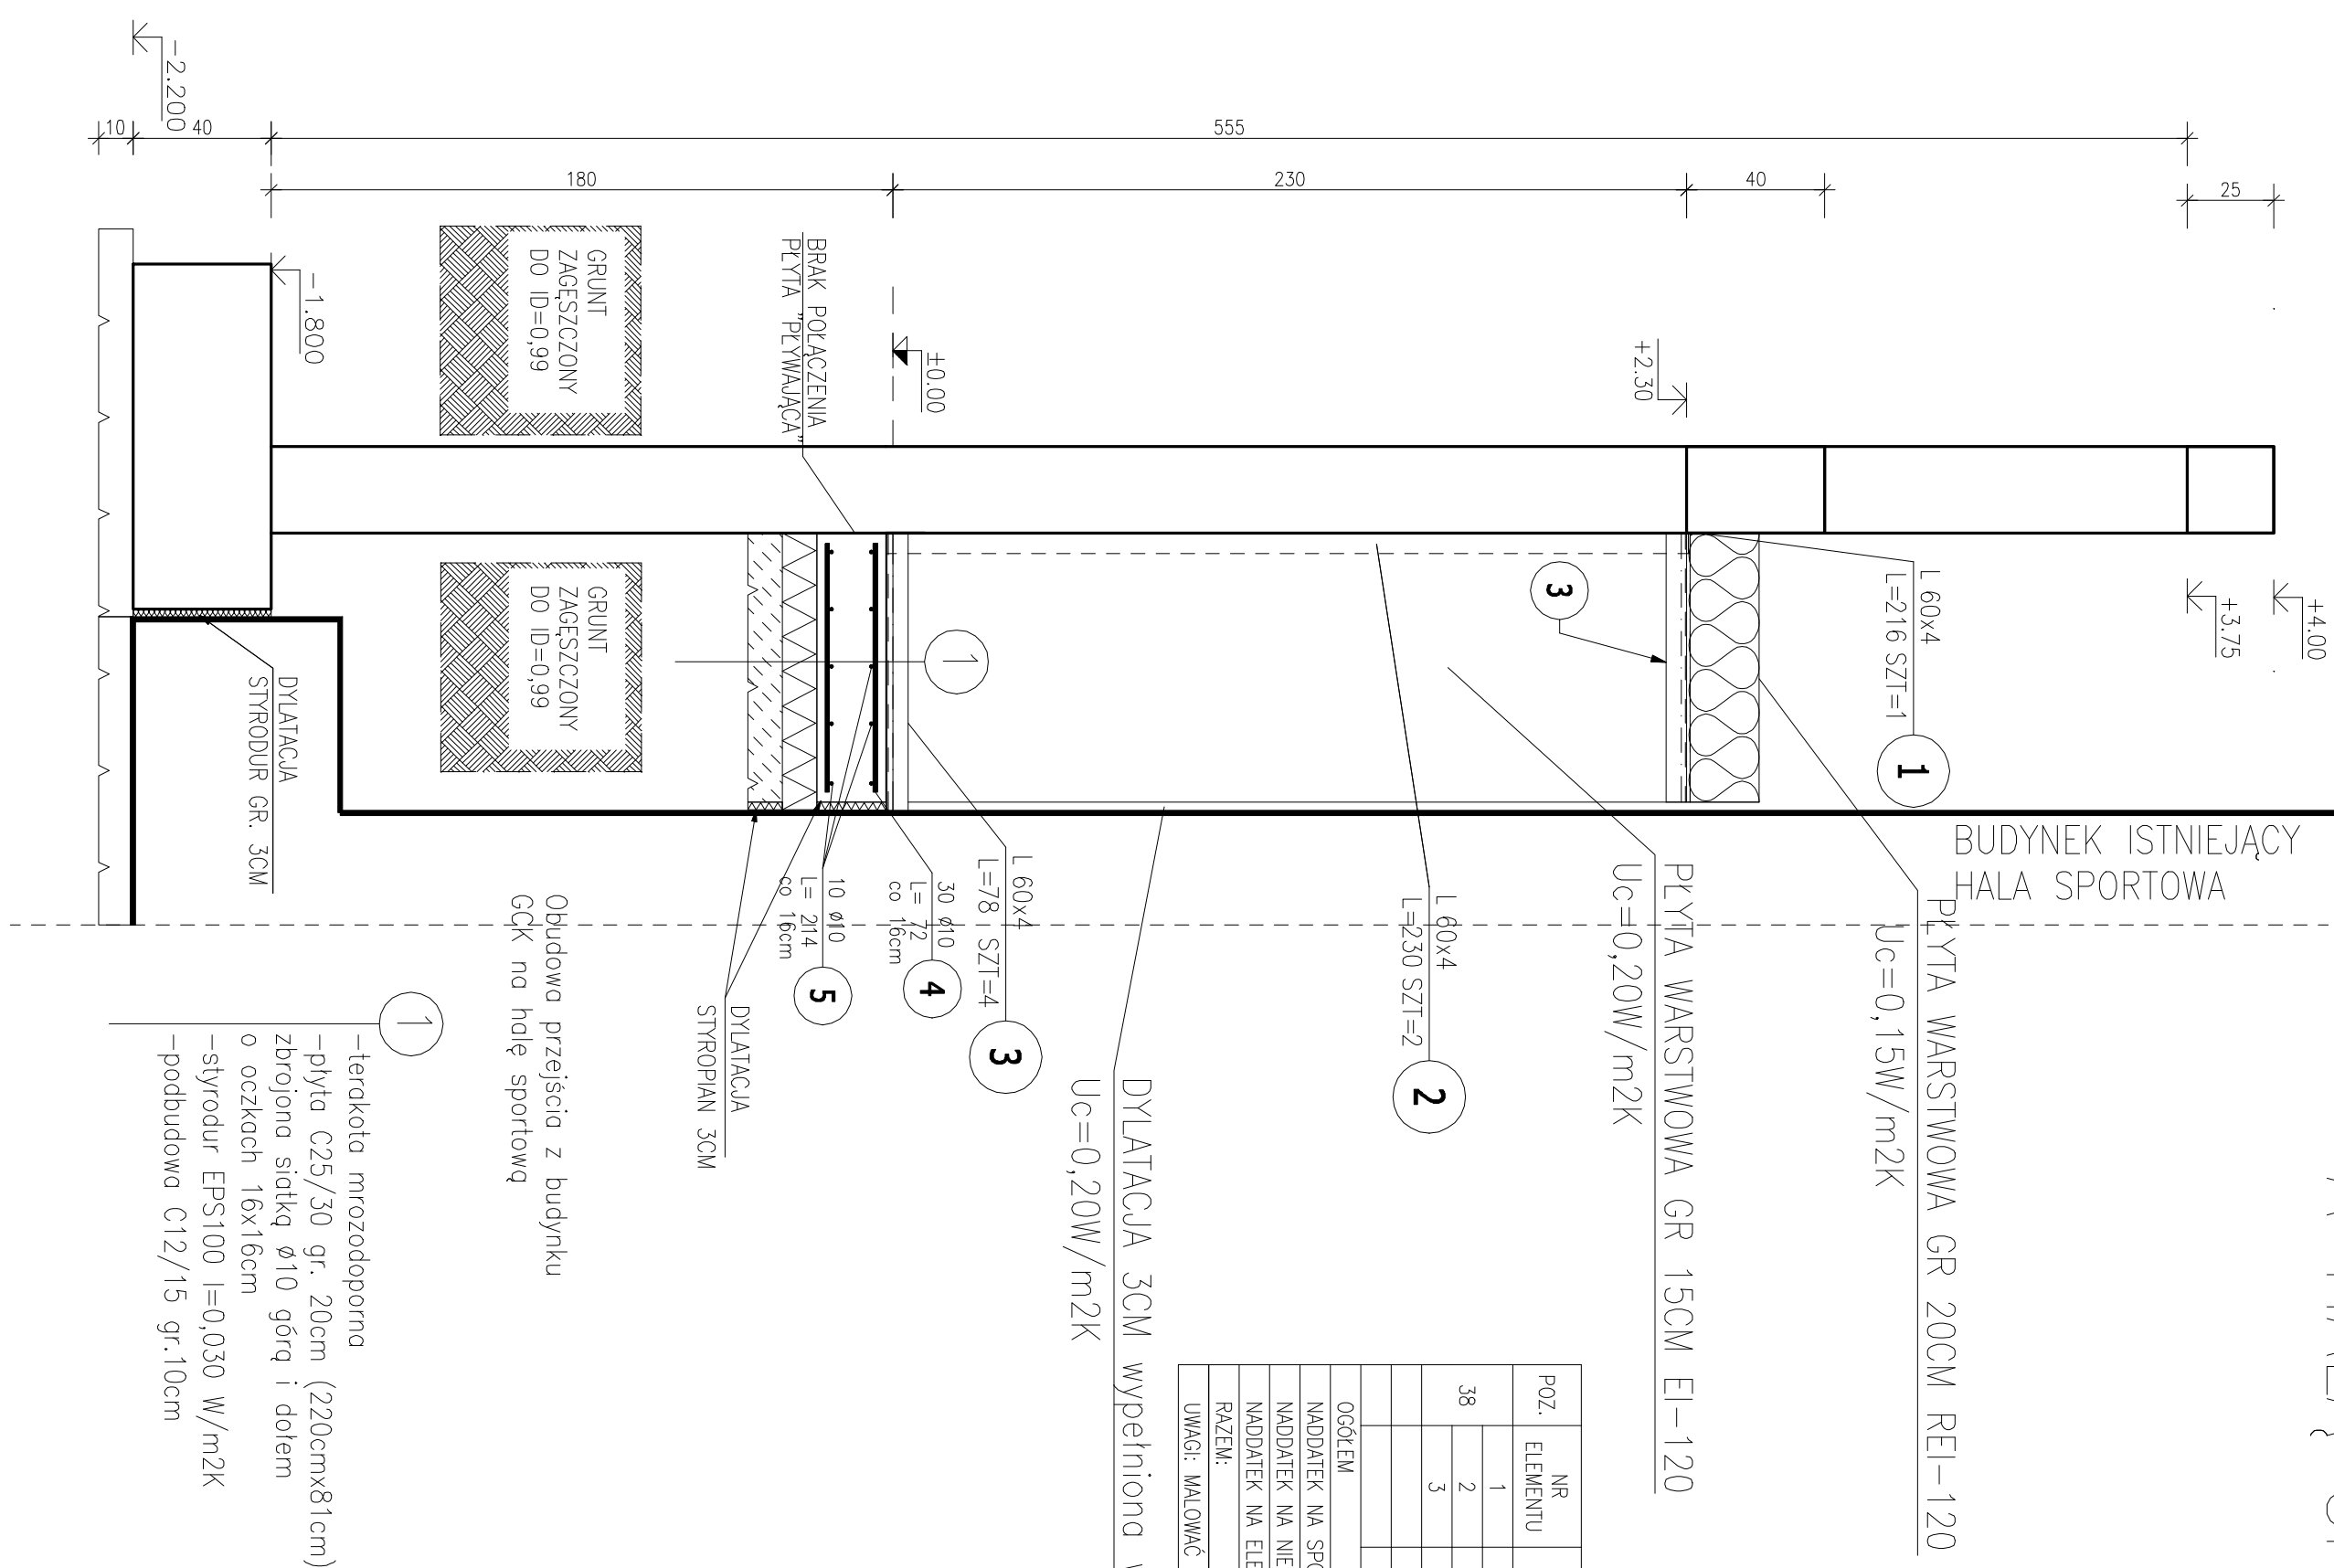 +4.00
+3.75
+2.30
±0.00
-1.800
-2.200
10
40
555
180
230
40
25
L 60x4
L=216 SZT=1
1
BUDYNEK ISTNIEJĄCY
HALA SPORTOWA
PŁYTA WARSTWOWA GR 20CM REI-120
Uc=0,15W/m2K
PŁYTA WARSTWOWA GR 15CM EI-120
Uc=0,20W/m2K
3
L 60x4
L=230 SZT=2
2
DYLATACJA 3CM wypełniona
Uc=0,20W/m2K
L 60x4
L=78 SZT=4
3
30 ø10
L= 72
co 16cm
4
10 ø10
L= 214
co 16cm
5
1
BRAK POŁĄCZENIA
PŁYTA "PŁYWAJĄCA"
DYLATACJA
STYROPIAN 3CM
GRUNT
ZAGĘSZCZONY
DO ID=0,99
GRUNT
ZAGĘSZCZONY
DO ID=0,99
DYLATACJA
STYRODUR GR. 3CM
Obudowa przejścia z budynku
GCK na halę sportową
1
-terakota mrozodoporna
-płyta C25/30 gr. 20cm (220cmx81cm)
zbrojona siatką ø10 górą i dołem
o oczkach 16x16cm
-styrodur EPS100 l=0,030 W/m2K
-podbudowa C12/15 gr.10cm
POZ.
NR
ELEMENTU
38
1
2
3
OGÓŁEM
NADDATEK NA
NADDATEK NA
NADDATEK NA
RAZEM:
UWAGI: MALOWAĆ